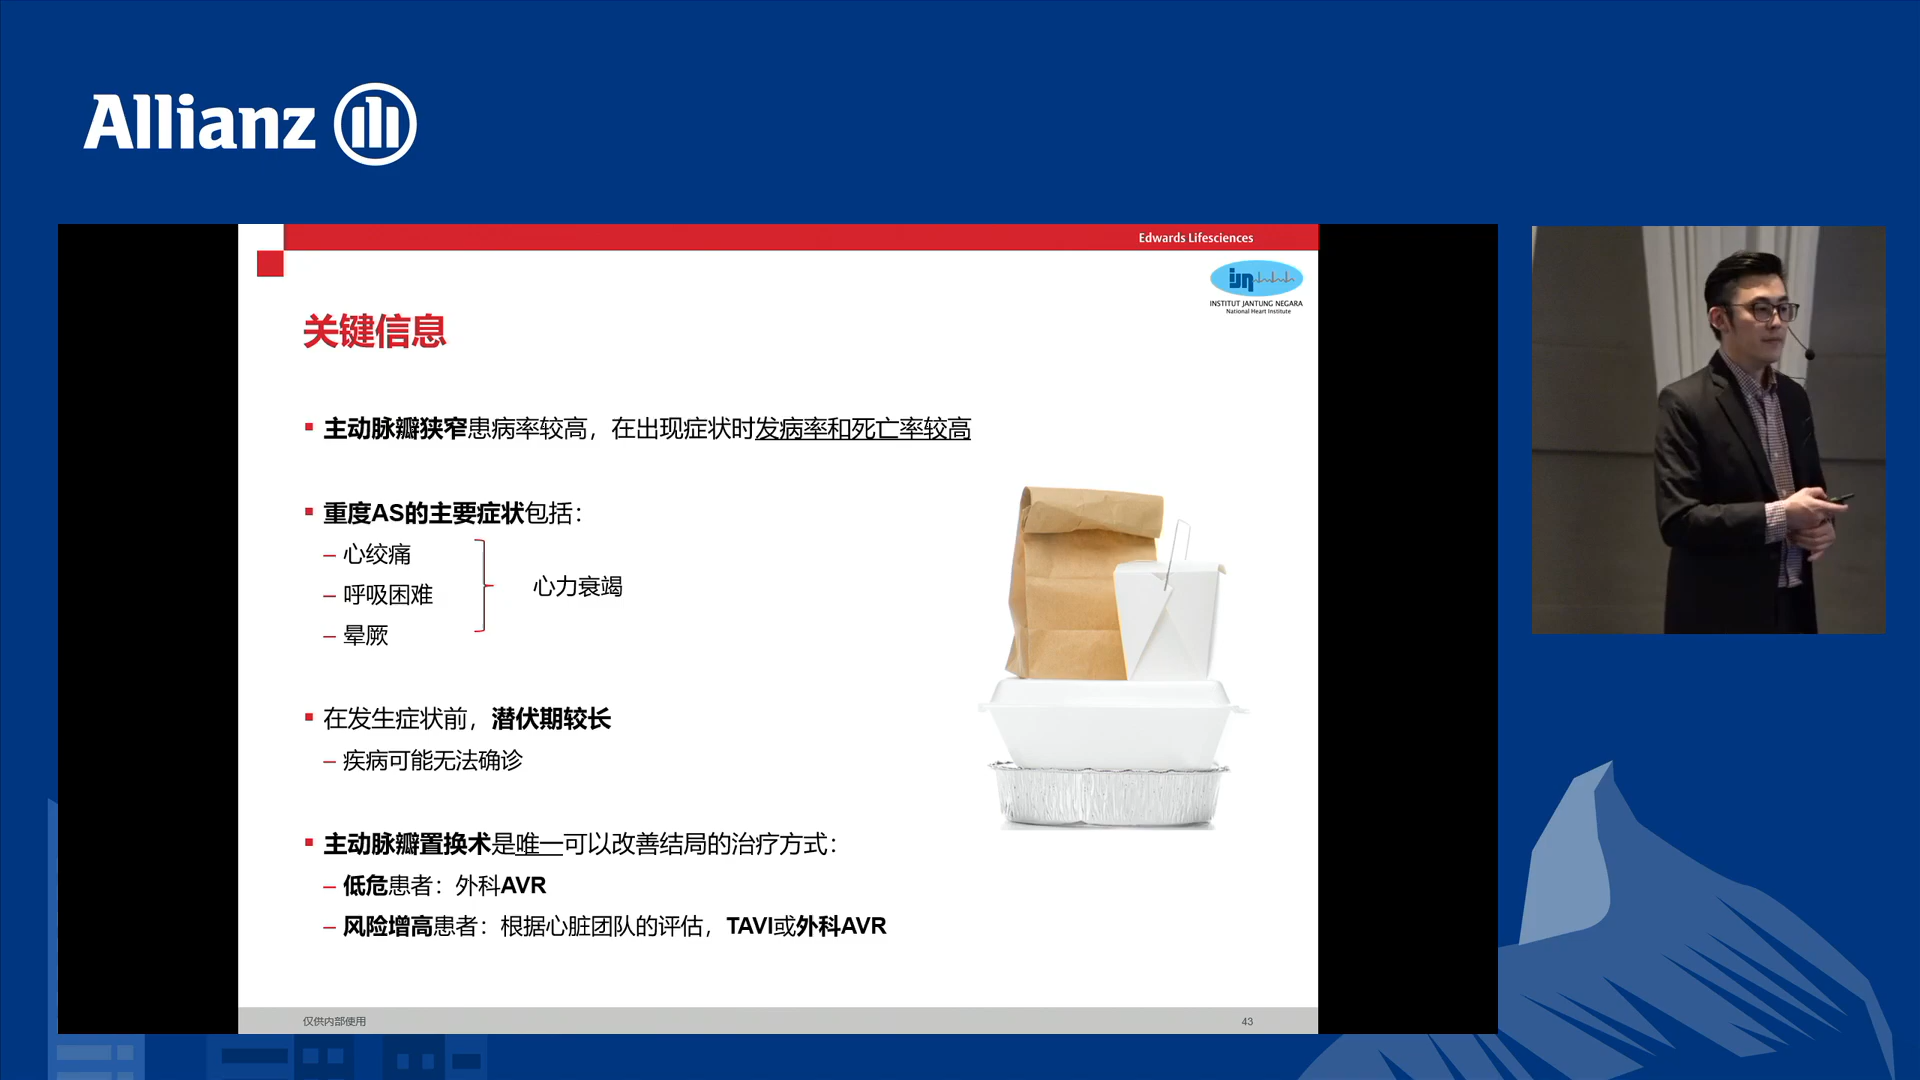 Allianz
Edwards Lifesciences
ijn
INSTITUT JANTUNG NEGARA
National Heart Institute
关键信息
主动脉瓣狭窄患病率较高，在出现症状时发病率和死亡率较高
重度AS的主要症状包括：
– 心绞痛
– 呼吸困难
– 晕厥
心力衰竭
在发生症状前，潜伏期较长
– 疾病可能无法确诊
主动脉瓣置换术是唯一可以改善结局的治疗方式：
– 低危患者：外科AVR
– 风险增高患者：根据心脏团队的评估，TAVI或外科AVR
仅供内部使用
43